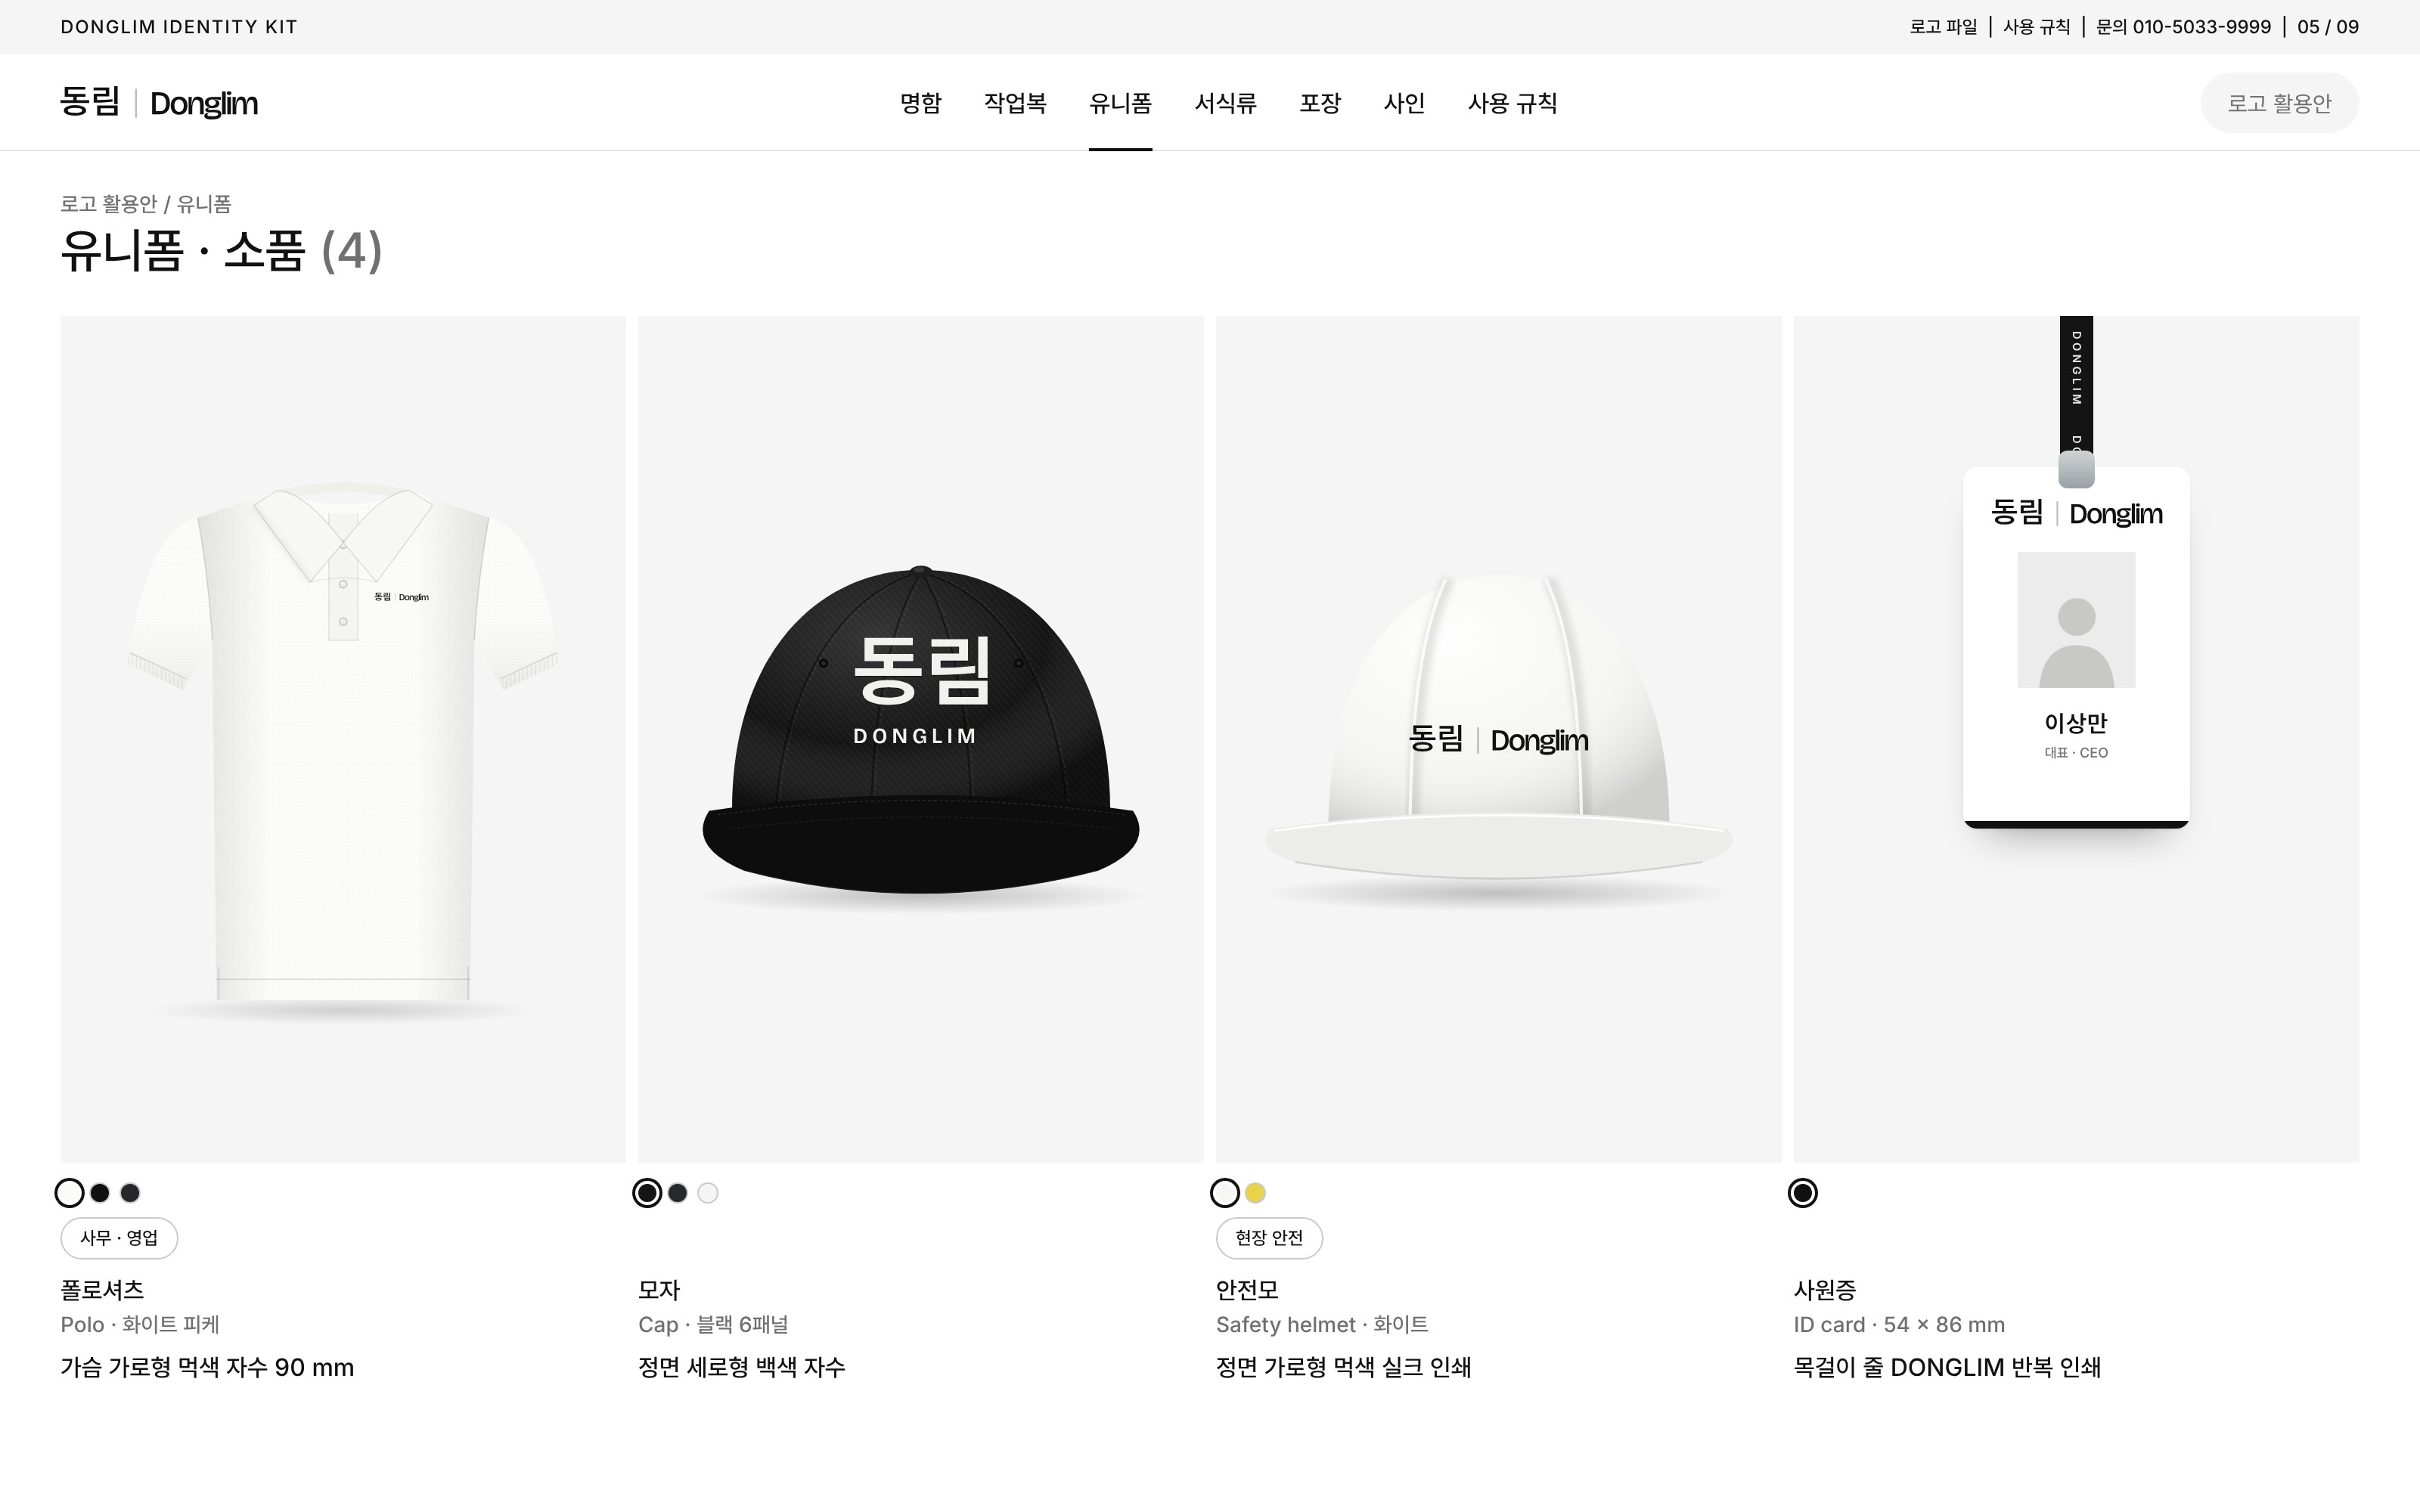 DONGLIM IDENTITY KIT
로고 파일 | 사용 규칙 | 문의 010-5033-9999 | 05 / 09
동림 | Donglim
명함 작업복 유니폼 서식류 포장 사인 사용 규칙
로고 활용안
로고 활용안 / 유니폼
유니폼 · 소품 (4)
동림 | Donglim
동림
DONGLIM
동림 | Donglim
DONGLIM DO
동림 | Donglim
이상만
대표 · CEO
사무 · 영업
폴로셔츠
Polo · 화이트 피케
가슴 가로형 먹색 자수 90 mm
모자
Cap · 블랙 6패널
정면 세로형 백색 자수
현장 안전
안전모
Safety helmet · 화이트
정면 가로형 먹색 실크 인쇄
사원증
ID card · 54 × 86 mm
목걸이 줄 DONGLIM 반복 인쇄